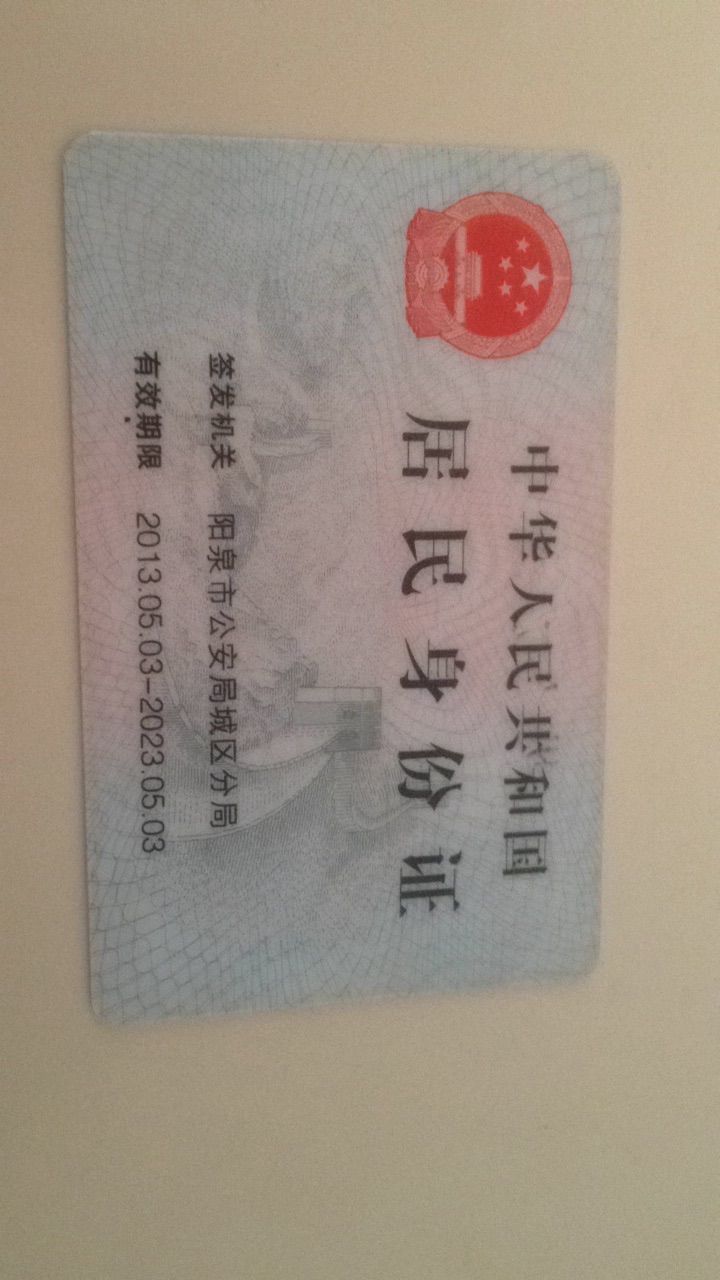 中华人民共和国
居民身份证
签发机关 阳泉市公安局城区分局
有效期限 2013.05.03-2023.05.03